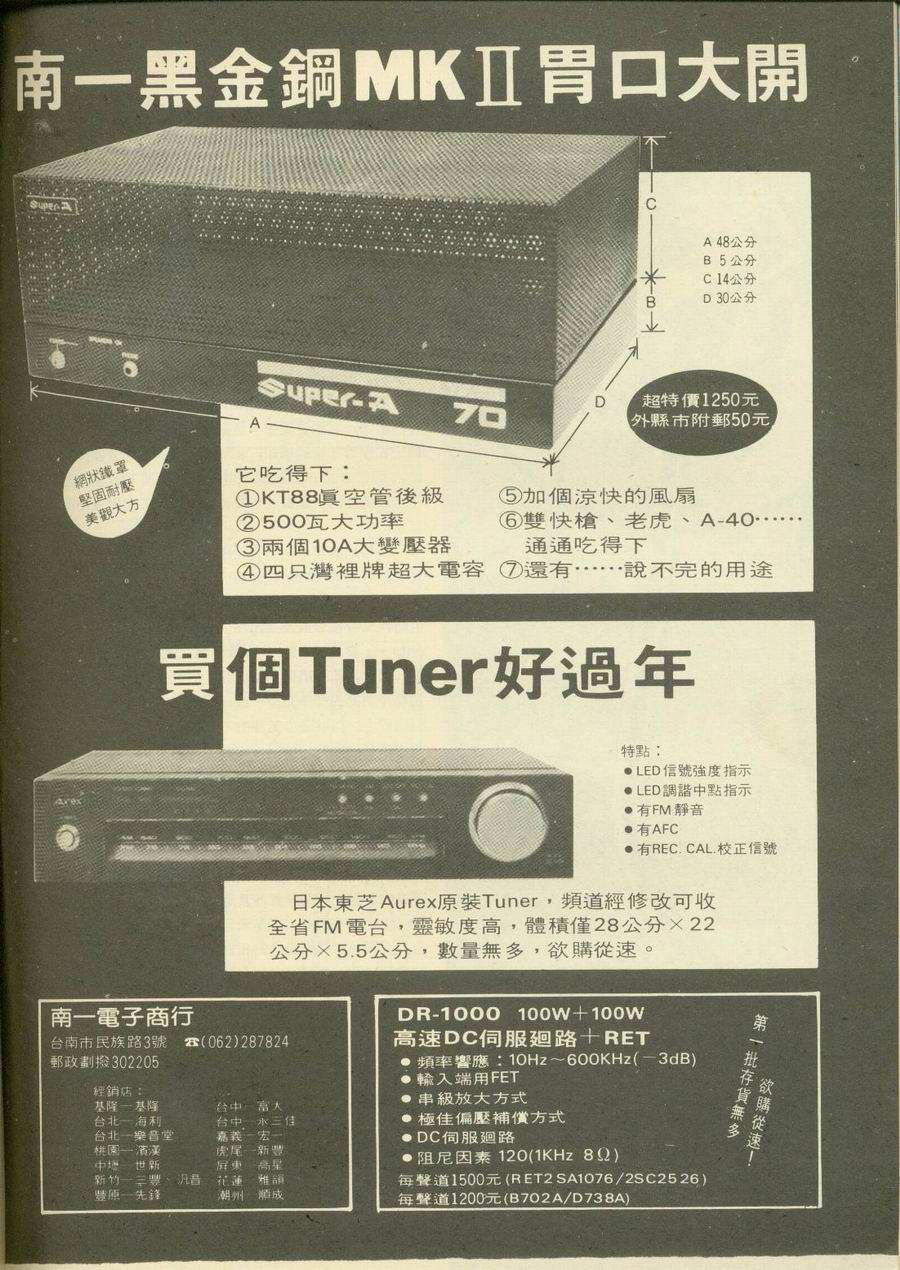 南一黑金鋼MKⅡ胃口大開
Super-A
C
A 48公分
B 5公分
C 14公分
D 30公分
B
D
超特價1250元
外縣市附郵50元
Super-A 70
A
網狀鐵罩
堅固耐壓
美觀大方
它吃得下：
①KT88眞空管後級
②500瓦大功率
③兩個10A大變壓器
④四只灣裡牌超大電容
⑤加個涼快的風扇
⑥雙快槍、老虎、A-40……
通通吃得下
⑦還有……說不完的用途
買個Tuner好過年
Aurex
特點：
●LED信號強度指示
●LED調諧中點指示
●有FM靜音
●有AFC
●有REC. CAL.校正信號
日本東芝Aurex原裝Tuner，頻道經修改可收
全省FM電台，靈敏度高，體積僅28公分×22
公分×5.5公分，數量無多，欲購從速。
南一電子商行
台南市民族路3號 ☎(062)287824
郵政劃撥302205
經銷店：
基隆—基隆
台北—海利
台北—樂音堂
桃園—濱漢
中壢—世新
新竹—三豐、汎音
豐原—先鋒
台中—富人
台中—永三佳
嘉義—宏一
虎尾—新豐
屏東—高星
花蓮—雅韻
潮州—順成
DR-1000 100W＋100W
高速DC伺服廻路＋RET
●頻率響應：10Hz～600KHz(－3dB)
●輸入端用FET
●串級放大方式
●極佳偏壓補償方式
●DC伺服廻路
●阻尼因素 120(1KHz 8Ω)
每聲道1500元(RET2SA1076/2SC2526)
每聲道1200元(B702A/D738A)
第一批存貨無多
欲購從速！